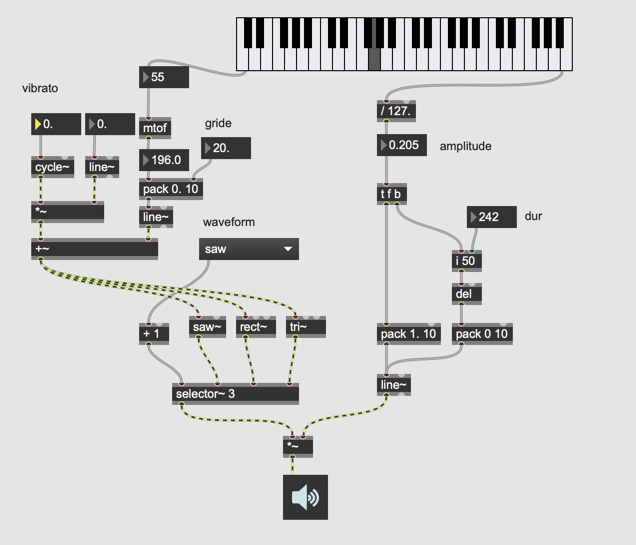 55
/ 127.
vibrato
0.
0.
mtof
gride
20.
0.205
amplitude
cycle~
line~
196.0
pack 0. 10
t f b
*~
line~
waveform
242
dur
+~
saw
i 50
del
+ 1
saw~
rect~
tri~
pack 1. 10
pack 0 10
selector~ 3
line~
*~